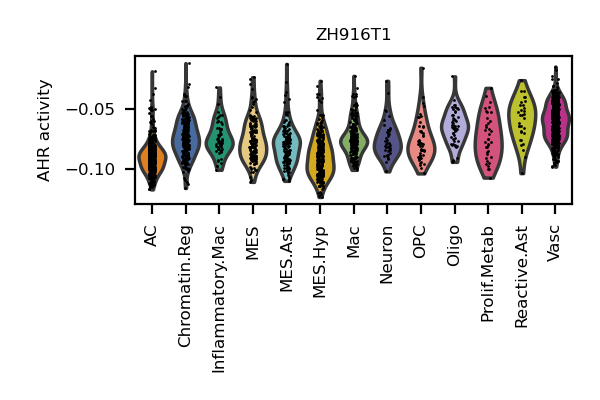 ZH916T1
AHR activity
−0.05
−0.10
AC
Chromatin.Reg
Inflammatory.Mac
MES
MES.Ast
MES.Hyp
Mac
Neuron
OPC
Oligo
Prolif.Metab
Reactive.Ast
Vasc